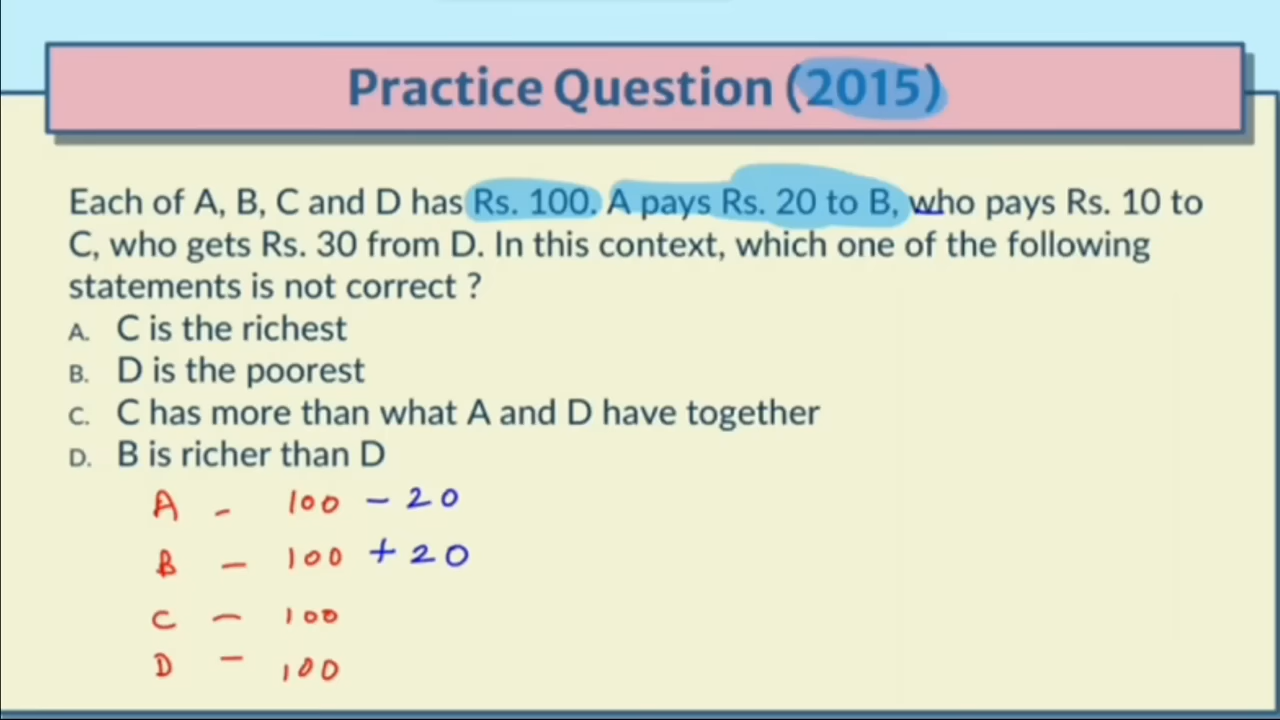 Practice Question (2015)
Each of A, B, C and D has Rs. 100. A pays Rs. 20 to B, who pays Rs. 10 to
C, who gets Rs. 30 from D. In this context, which one of the following
statements is not correct ?
A. C is the richest
B. D is the poorest
C. C has more than what A and D have together
D. B is richer than D
A - 100 - 20
B - 100 + 20
C - 100
D - 100